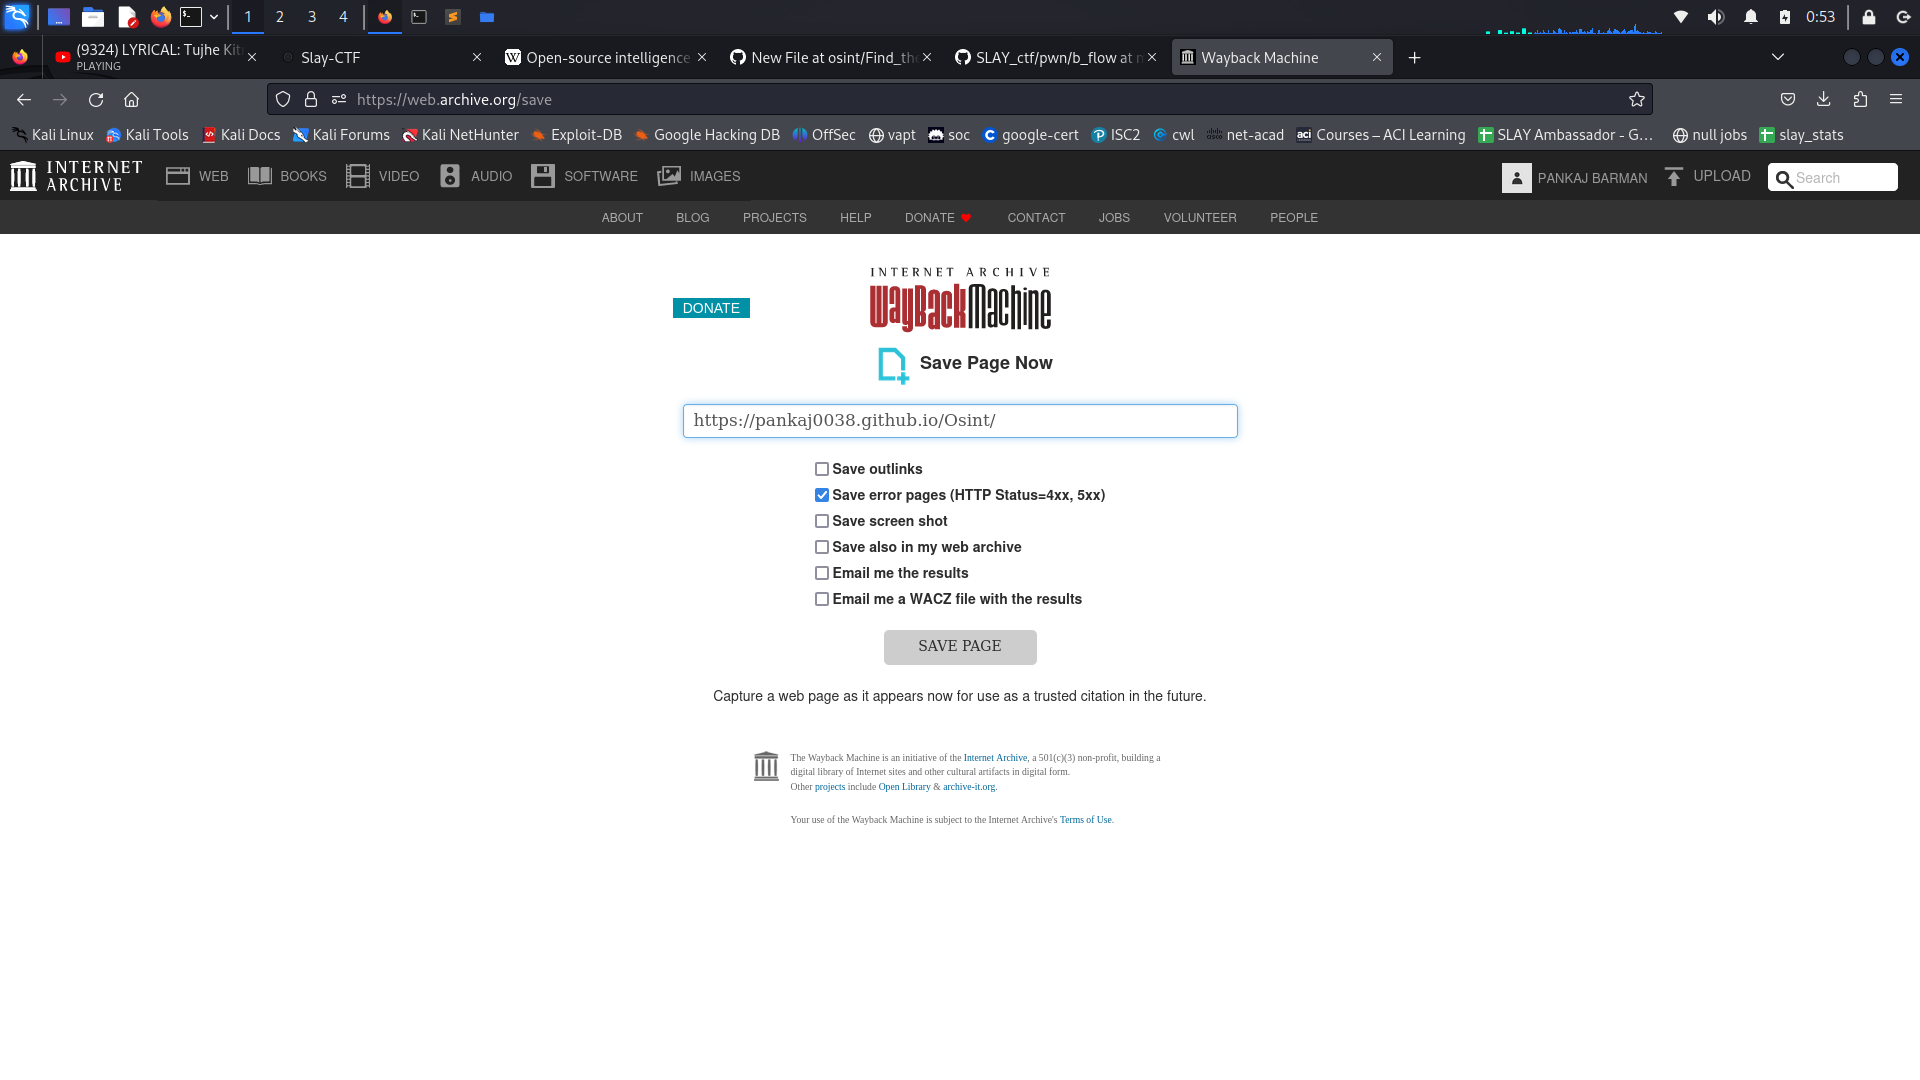 1 2 3 4 0:53
(9324) LYRICAL: Tujhe Kit
PLAYING
Slay-CTF
Open-source intelligence
New File at osint/Find_the
SLAY_ctf/pwn/b_flow at n
Wayback Machine
https://web.archive.org/save
Kali Linux Kali Tools Kali Docs Kali Forums Kali NetHunter Exploit-DB Google Hacking DB OffSec vapt soc google-cert ISC2 cwl net-acad Courses – ACI Learning SLAY Ambassador - G… null jobs slay_stats
INTERNET
ARCHIVE
WEB BOOKS VIDEO AUDIO SOFTWARE IMAGES PANKAJ BARMAN UPLOAD Search
ABOUT BLOG PROJECTS HELP DONATE CONTACT JOBS VOLUNTEER PEOPLE
INTERNET ARCHIVE
WayBackMachine
DONATE
Save Page Now
https://pankaj0038.github.io/Osint/
Save outlinks
Save error pages (HTTP Status=4xx, 5xx)
Save screen shot
Save also in my web archive
Email me the results
Email me a WACZ file with the results
SAVE PAGE
Capture a web page as it appears now for use as a trusted citation in the future.
The Wayback Machine is an initiative of the Internet Archive, a 501(c)(3) non-profit, building a
digital library of Internet sites and other cultural artifacts in digital form.
Other projects include Open Library & archive-it.org.
Your use of the Wayback Machine is subject to the Internet Archive's Terms of Use.